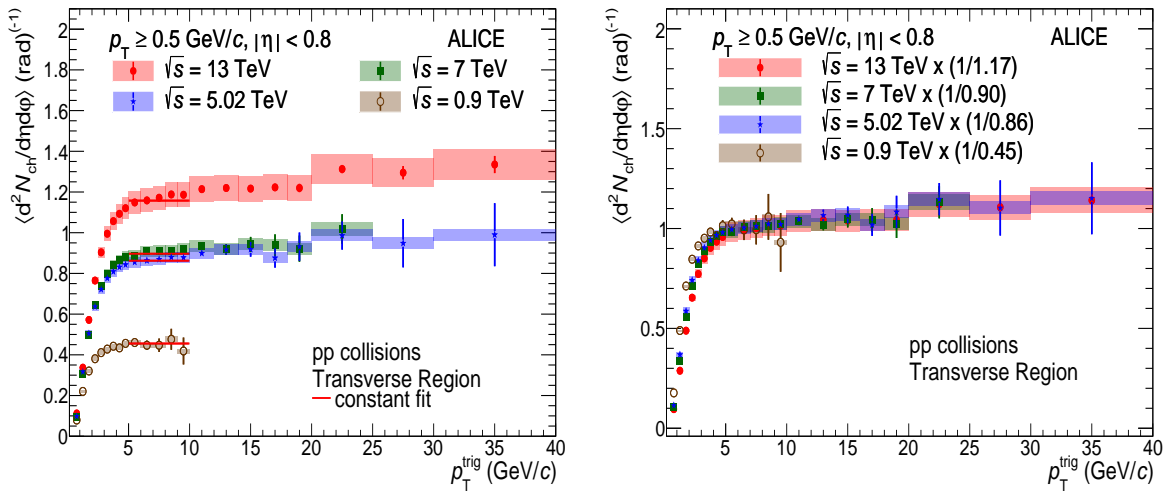 ⟨d²N_ch/dηdφ⟩ (rad)^(-1)
p_T ≥ 0.5 GeV/c, |η| < 0.8 ALICE
√s = 13 TeV √s = 7 TeV
√s = 5.02 TeV √s = 0.9 TeV
pp collisions
Transverse Region
constant fit
2
1.8
1.6
1.4
1.2
1
0.8
0.6
0.4
0.2
0
0 5 10 15 20 25 30 35 40
p_T^trig (GeV/c)
⟨d²N_ch/dηdφ⟩ (rad)^(-1)
p_T ≥ 0.5 GeV/c, |η| < 0.8 ALICE
√s = 13 TeV x (1/1.17)
√s = 7 TeV x (1/0.90)
√s = 5.02 TeV x (1/0.86)
√s = 0.9 TeV x (1/0.45)
pp collisions
Transverse Region
2
1.5
1
0.5
0
0 5 10 15 20 25 30 35 40
p_T^trig (GeV/c)